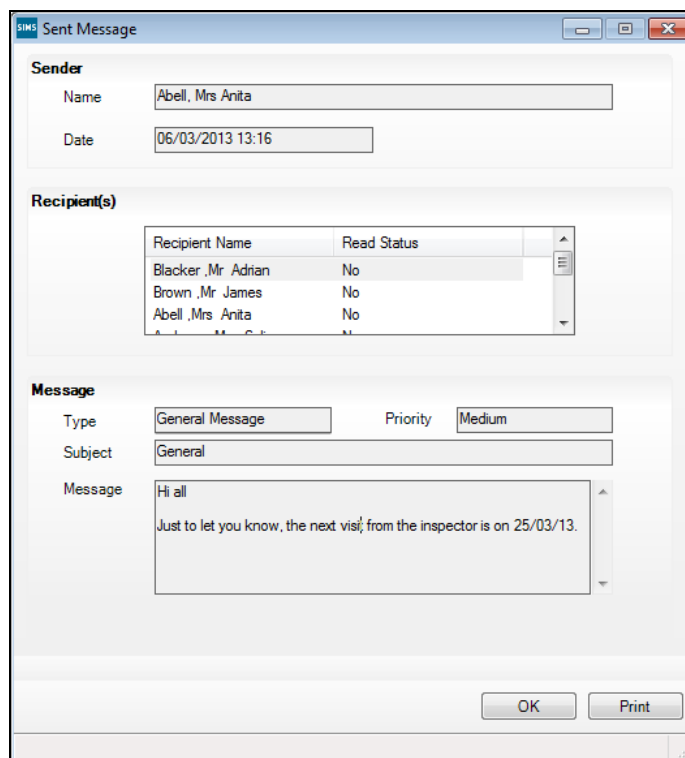 SIMS Sent Message
Sender
Name Abell, Mrs Anita
Date 06/03/2013 13:16
Recipient(s)
Recipient Name Read Status
Blacker ,Mr Adrian No
Brown ,Mr James No
Abell ,Mrs Anita No
Message
Type General Message Priority Medium
Subject General
Message Hi all
Just to let you know, the next visit from the inspector is on 25/03/13.
OK Print